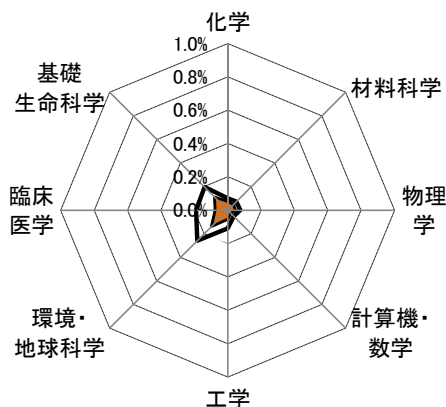 化学
1.0%
0.8%
0.6%
0.4%
0.2%
0.0%
材料科学
物理
学
計算機・
数学
工学
環境・
地球科学
臨床
医学
基礎
生命科学